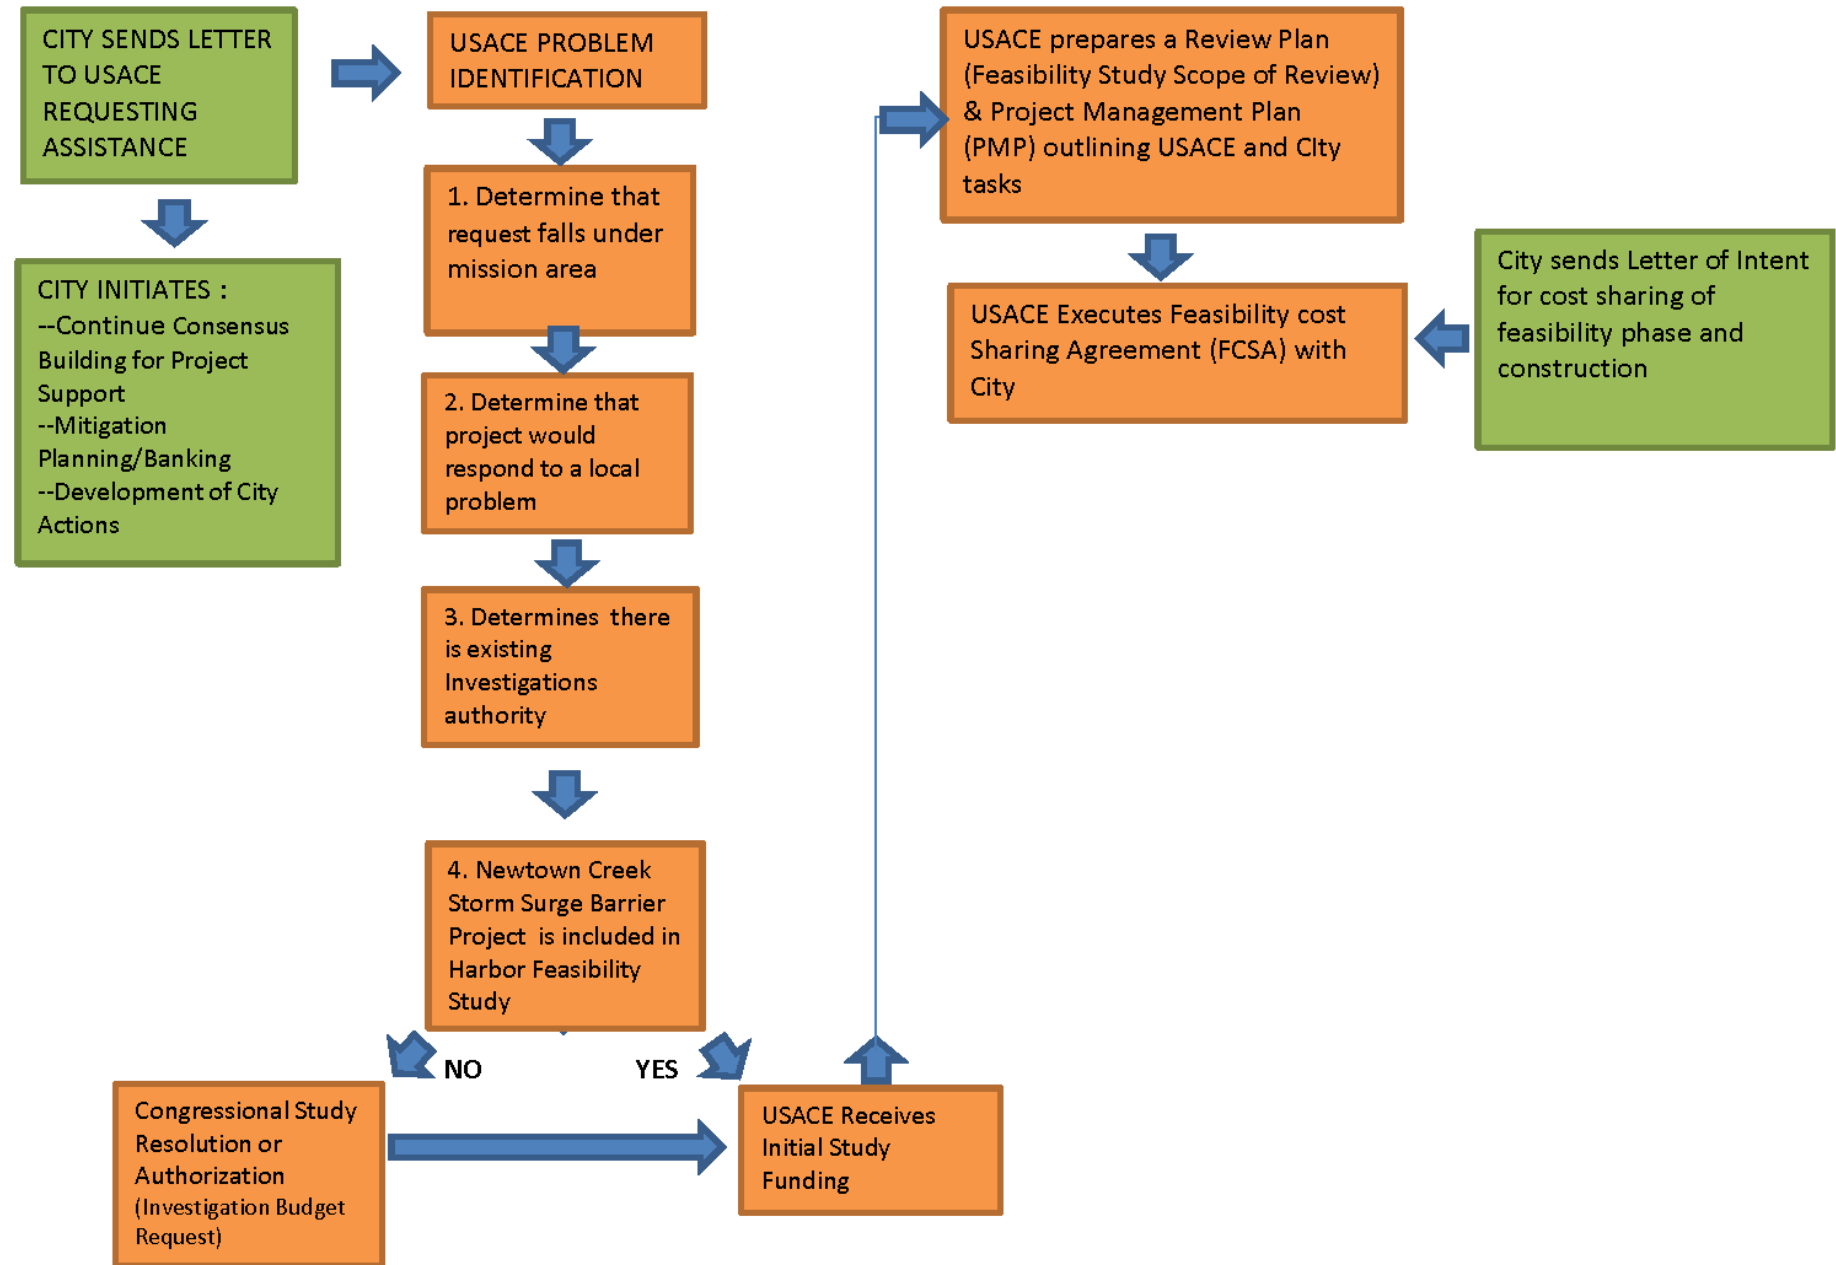 CITY SENDS LETTER
TO USACE
REQUESTING
ASSISTANCE
CITY INITIATES :
--Continue Consensus
Building for Project
Support
--Mitigation
Planning/Banking
--Development of City
Actions
USACE PROBLEM
IDENTIFICATION
1. Determine that
request falls under
mission area
2. Determine that
project would
respond to a local
problem
3. Determines there
is existing
Investigations
authority
4. Newtown Creek
Storm Surge Barrier
Project is included in
Harbor Feasibility
Study
NO
YES
Congressional Study
Resolution or
Authorization
(Investigation Budget
Request)
USACE Receives
Initial Study
Funding
USACE prepares a Review Plan
(Feasibility Study Scope of Review)
& Project Management Plan
(PMP) outlining USACE and CIty
tasks
USACE Executes Feasibility cost
Sharing Agreement (FCSA) with
City
City sends Letter of Intent
for cost sharing of
feasibility phase and
construction